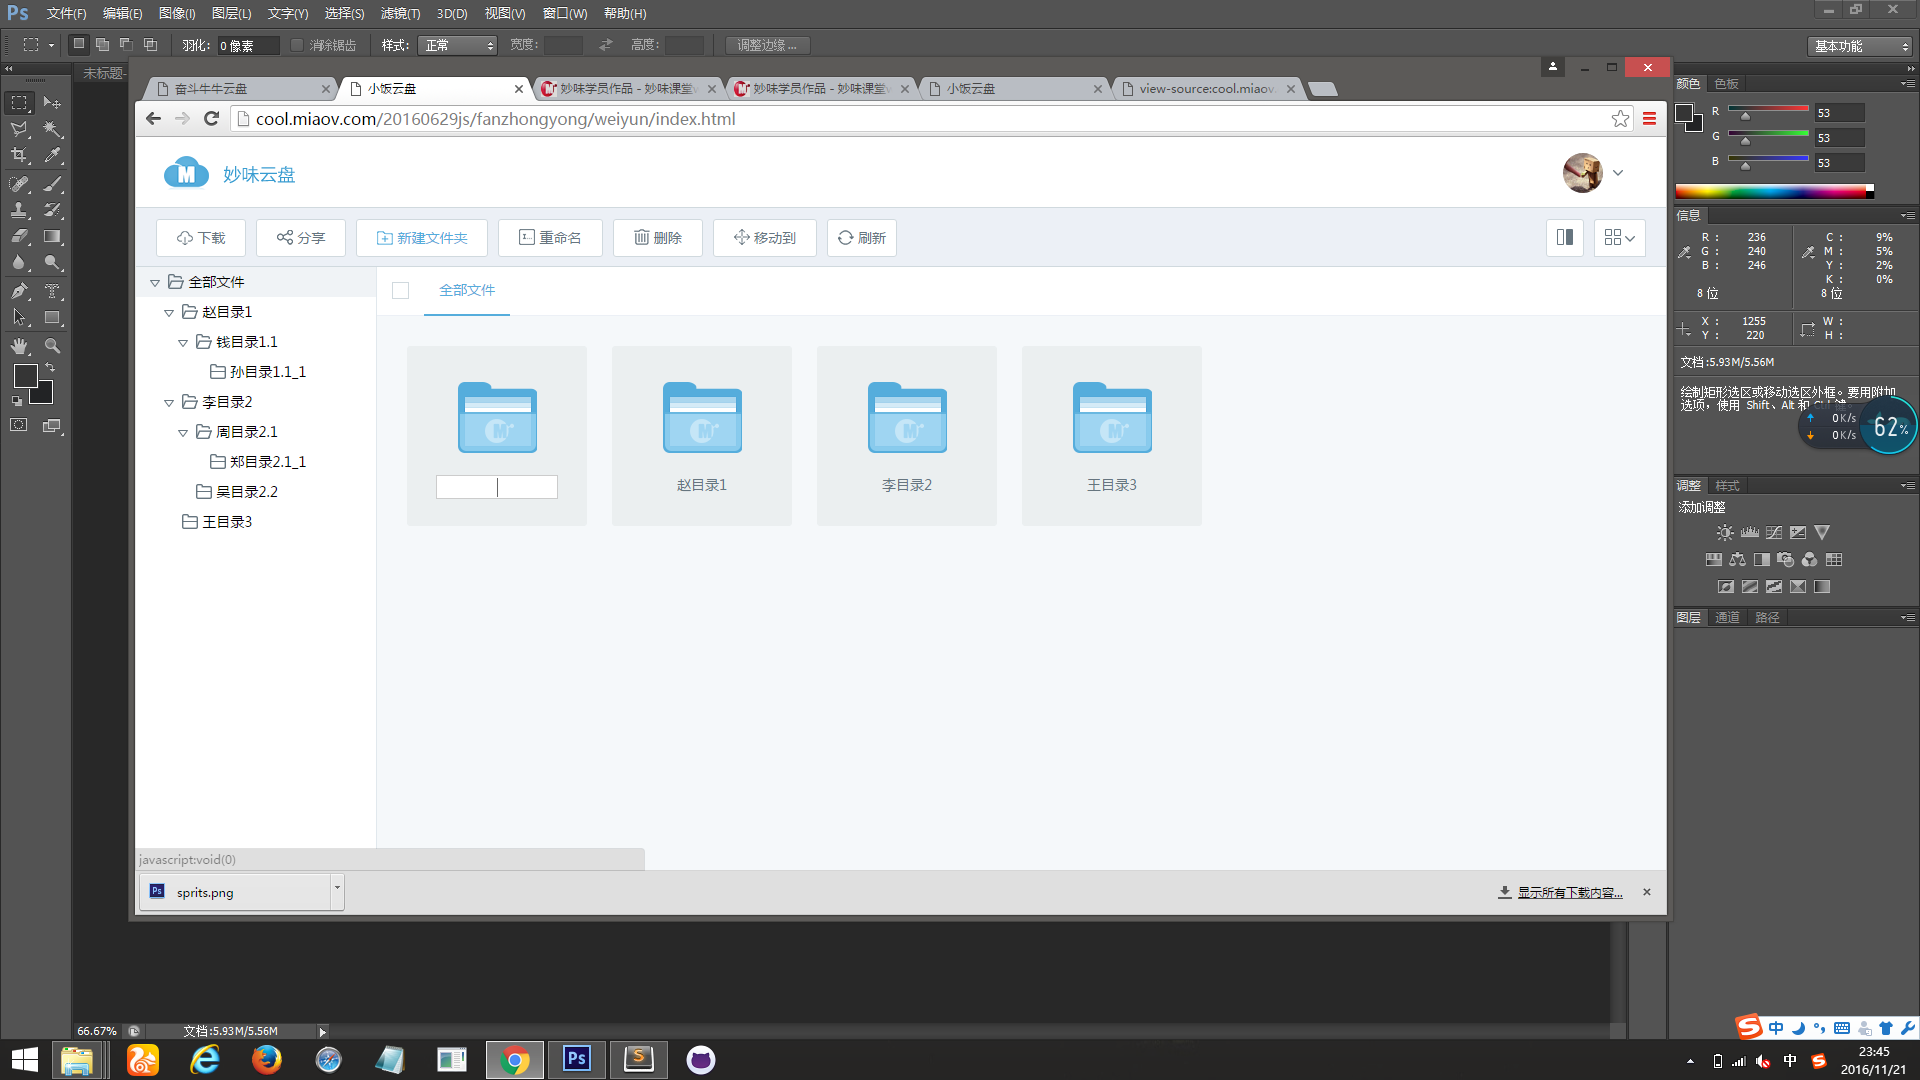 Ps 文件(F) 编辑(E) 图像(I) 图层(L) 文字(Y) 选择(S) 滤镜(T) 3D(D) 视图(V) 窗口(W) 帮助(H)
羽化: 0 像素 消除锯齿 样式: 正常 宽度: 高度: 调整边缘... 基本功能
未标题-
奋斗牛牛云盘 小饭云盘 妙味学员作品 - 妙味课堂 妙味学员作品 - 妙味课堂 小饭云盘 view-source:cool.miaov.
cool.miaov.com/20160629js/fanzhongyong/weiyun/index.html
M 妙味云盘
下载 分享 新建文件夹 重命名 删除 移动到 刷新
全部文件
赵目录1
钱目录1.1
孙目录1.1_1
李目录2
周目录2.1
郑目录2.1_1
吴目录2.2
王目录3
全部文件
赵目录1 李目录2 王目录3
javascript:void(0)
Ps sprits.png 显示所有下载内容...
颜色 色板
R 53
G 53
B 53
信息
R: 236 C: 9%
G: 240 M: 5%
B: 246 Y: 2%
K: 0%
8 位 8 位
X: 1255 W:
Y: 220 H:
文档:5.93M/5.56M
绘制矩形选区或移动选区外框。要用附加
选项，使用 Shift、Alt 和 Ctrl 键。
0K/s
0K/s
62%
调整 样式
添加调整
图层 通道 路径
66.67% 文档:5.93M/5.56M
S 中
Ps S 中 S
23:45
2016/11/21